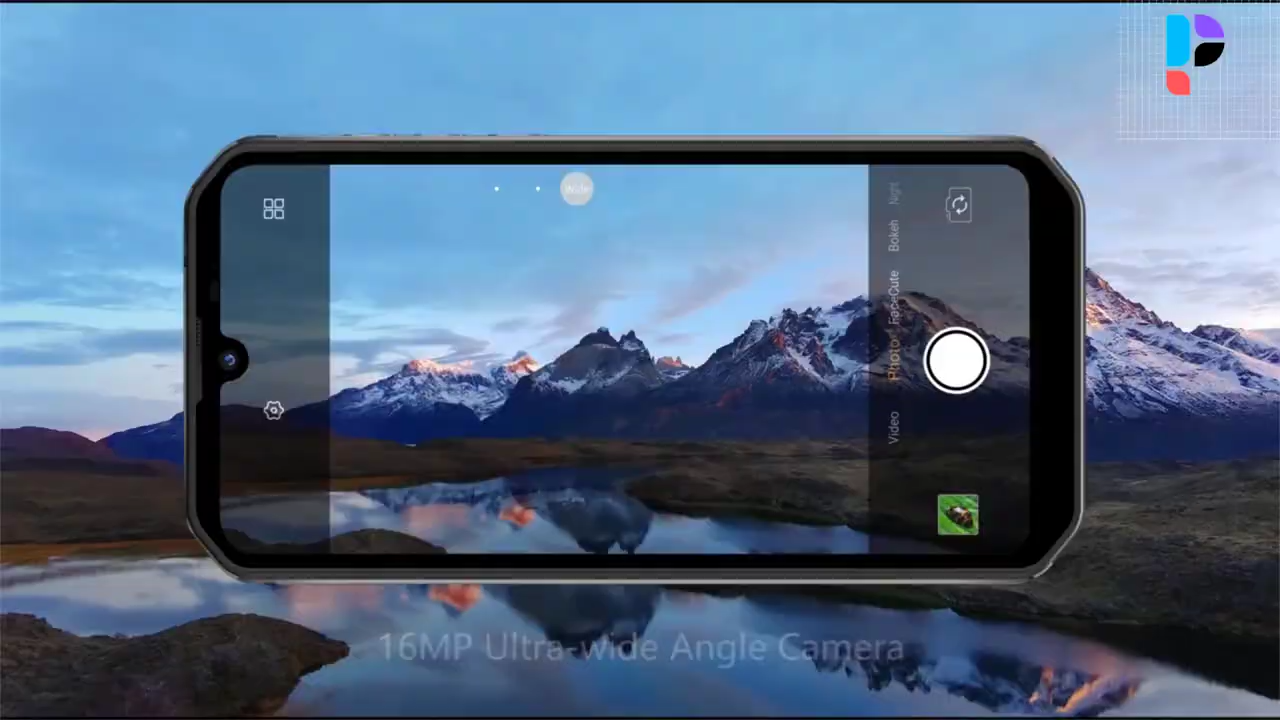 Wide
Night
Bokeh
FaceCute
Photo
Video
16MP Ultra-wide Angle Camera